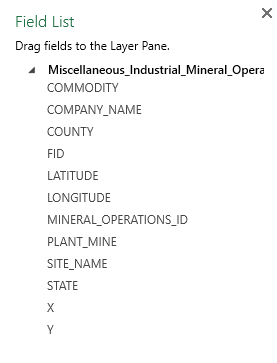 Field List
Drag fields to the Layer Pane.
Miscellaneous_Industrial_Mineral_Opera
COMMODITY
COMPANY_NAME
COUNTY
FID
LATITUDE
LONGITUDE
MINERAL_OPERATIONS_ID
PLANT_MINE
SITE_NAME
STATE
X
Y